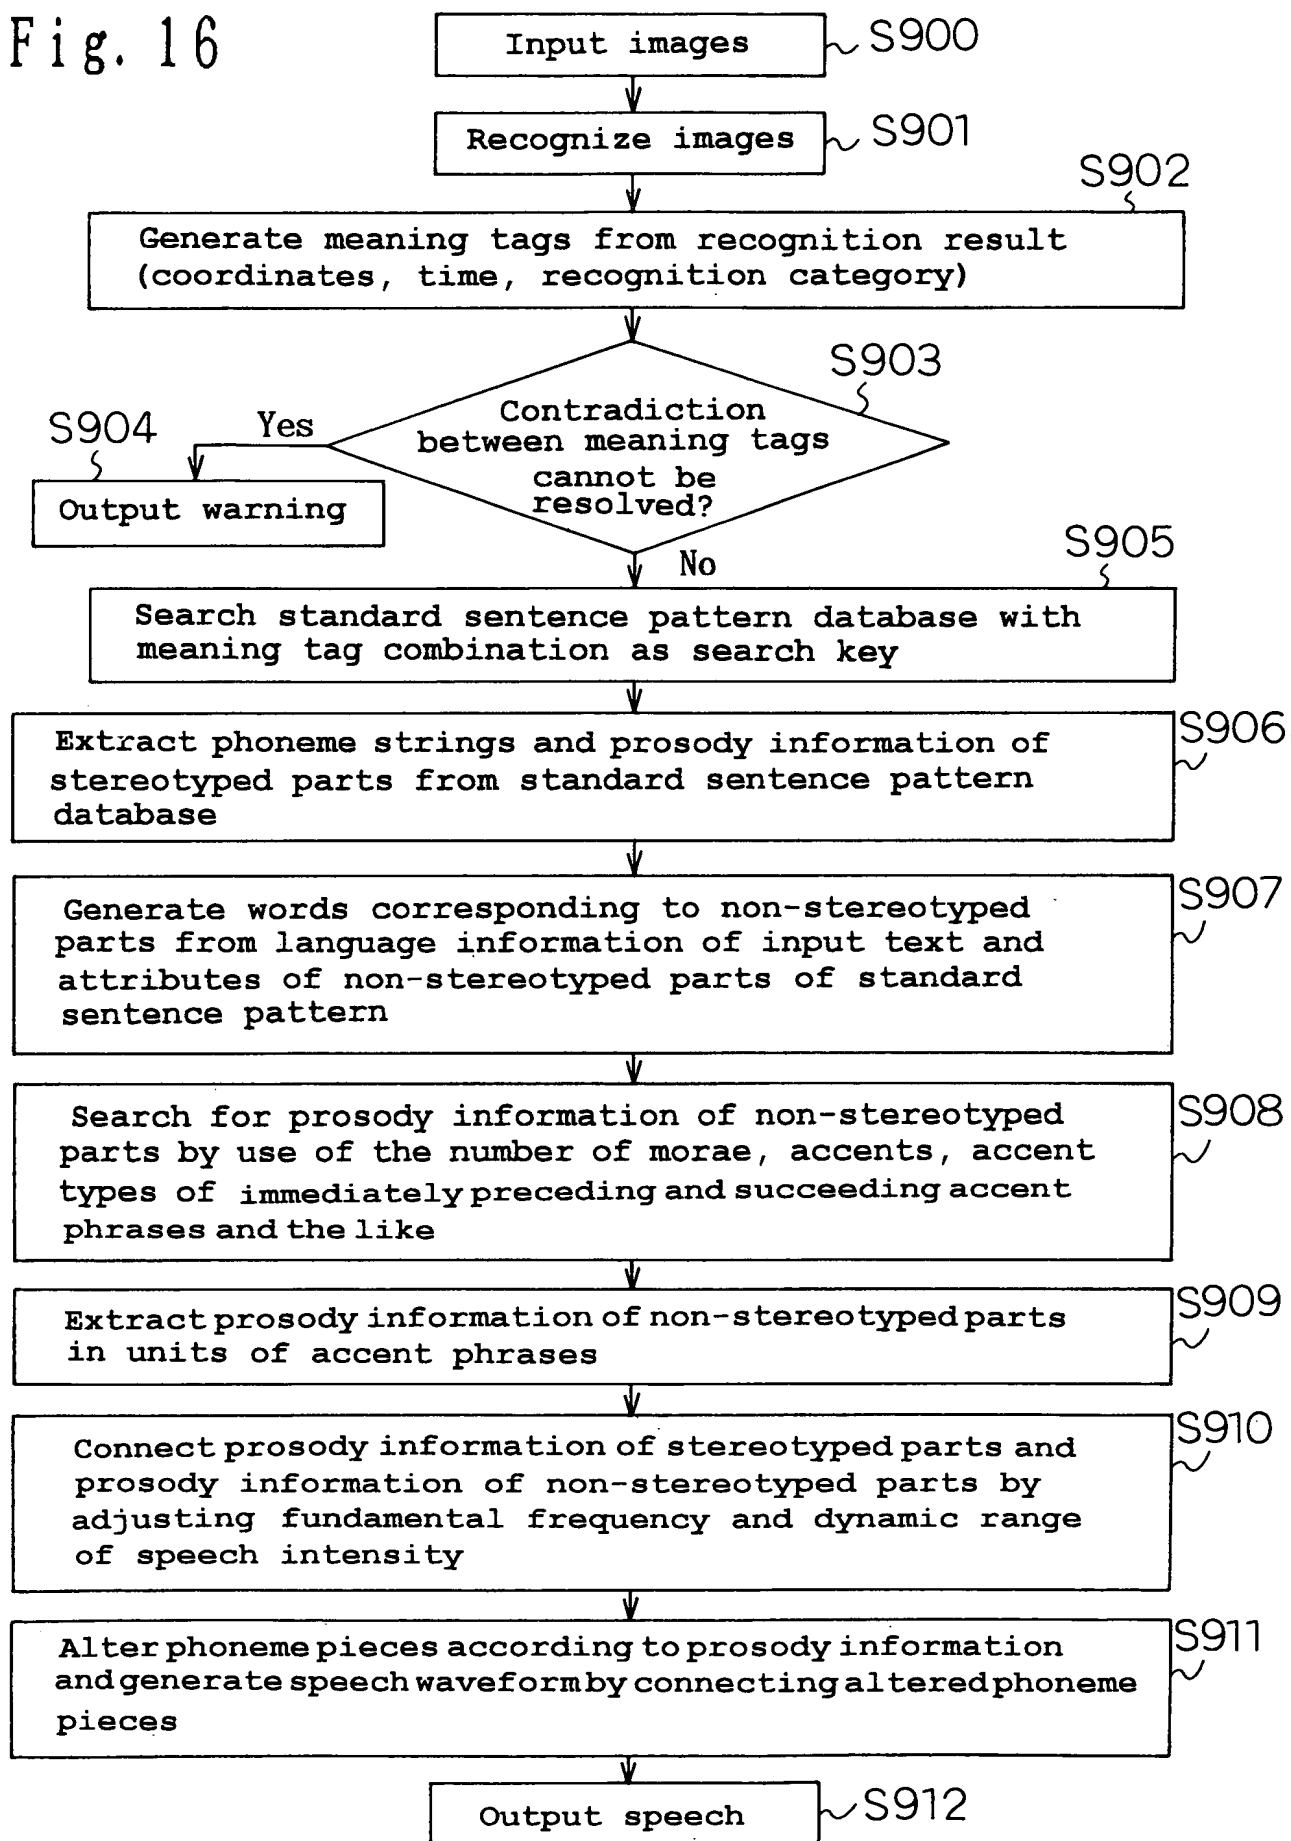 Fig. 16
Input images
S900
Recognize images
S901
S902
Generate meaning tags from recognition result
(coordinates, time, recognition category)
S903
Contradiction
between meaning tags
cannot be
resolved?
Yes
S904
Output warning
No
S905
Search standard sentence pattern database with
meaning tag combination as search key
S906
Extract phoneme strings and prosody information of
stereotyped parts from standard sentence pattern
database
S907
Generate words corresponding to non-stereotyped
parts from language information of input text and
attributes of non-stereotyped parts of standard
sentence pattern
S908
Search for prosody information of non-stereotyped
parts by use of the number of morae, accents, accent
types of immediately preceding and succeeding accent
phrases and the like
S909
Extract prosody information of non-stereotyped parts
in units of accent phrases
S910
Connect prosody information of stereotyped parts and
prosody information of non-stereotyped parts by
adjusting fundamental frequency and dynamic range
of speech intensity
S911
Alter phoneme pieces according to prosody information
and generate speech waveform by connecting altered phoneme
pieces
Output speech
S912